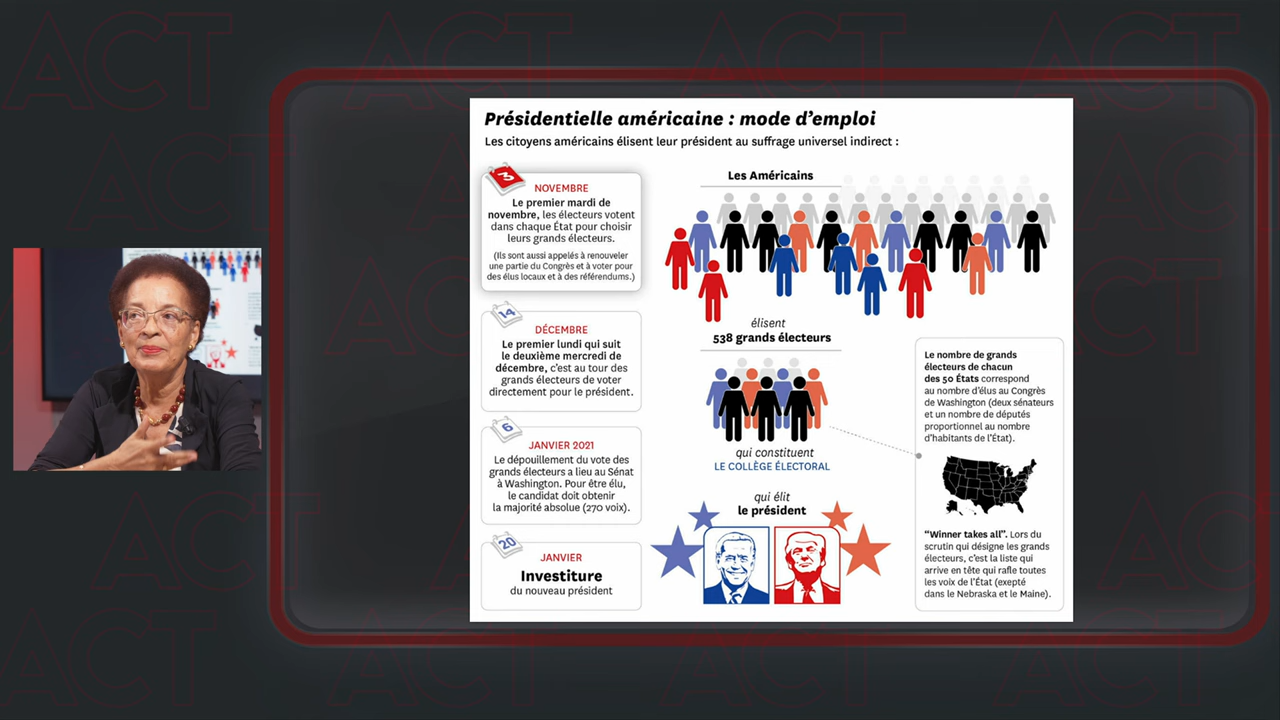 ACT
Présidentielle américaine : mode d'emploi
Les citoyens américains élisent leur président au suffrage universel indirect :
3
NOVEMBRE
Le premier mardi de
novembre, les électeurs votent
dans chaque État pour choisir
leurs grands électeurs.
(Ils sont aussi appelés à renouveler
une partie du Congrès et à voter pour
des élus locaux et à des référendums.)
14
DÉCEMBRE
Le premier lundi qui suit
le deuxième mercredi de
décembre, c'est au tour des
grands électeurs de voter
directement pour le président.
6
JANVIER 2021
Le dépouillement du vote des
grands électeurs a lieu au Sénat
à Washington. Pour être élu,
le candidat doit obtenir
la majorité absolue (270 voix).
20
JANVIER
Investiture
du nouveau président
Les Américains
élisent
538 grands électeurs
qui constituent
LE COLLÈGE ÉLECTORAL
qui élit
le président
Le nombre de grands
électeurs de chacun
des 50 États correspond
au nombre d'élus au Congrès
de Washington (deux sénateurs
et un nombre de députés
proportionnel au nombre
d'habitants de l'État).
"Winner takes all". Lors du
scrutin qui désigne les grands
électeurs, c'est la liste qui
arrive en tête qui rafle toutes
les voix de l'État (exepté
dans le Nebraska et le Maine).